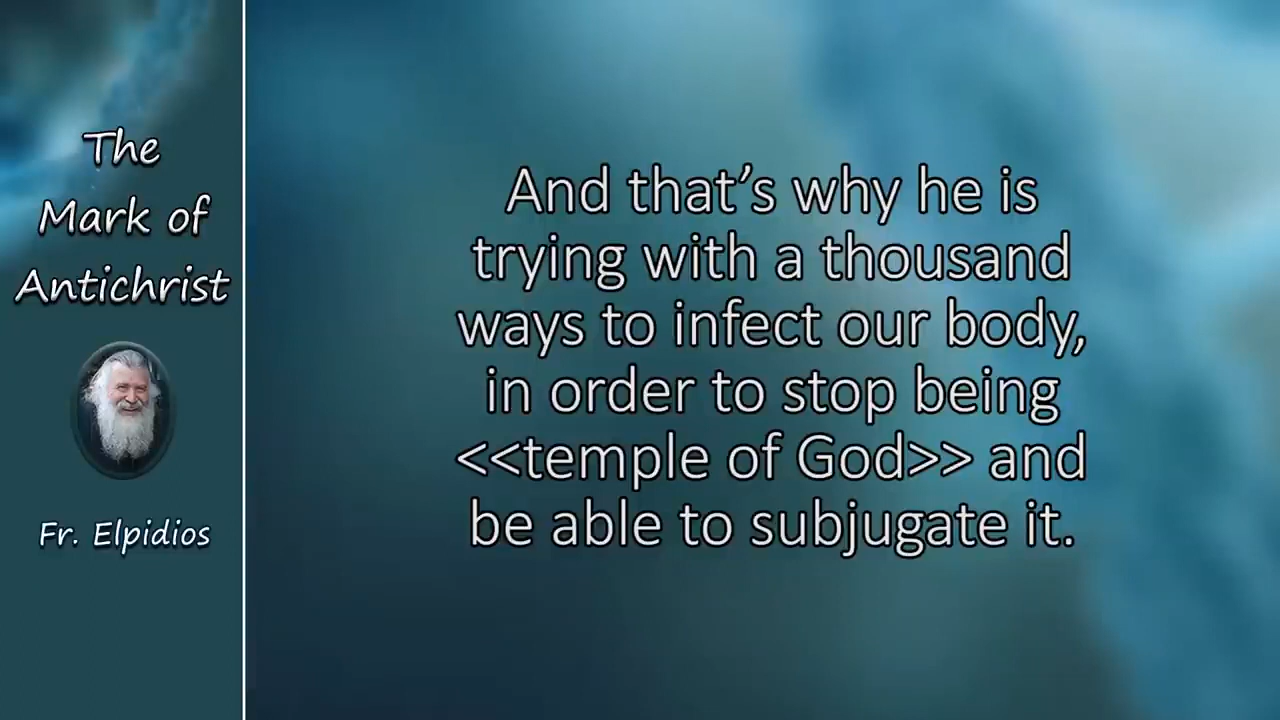 The
Mark of
Antichrist
Fr. Elpidios
And that’s why he is
trying with a thousand
ways to infect our body,
in order to stop being
<<temple of God>> and
be able to subjugate it.